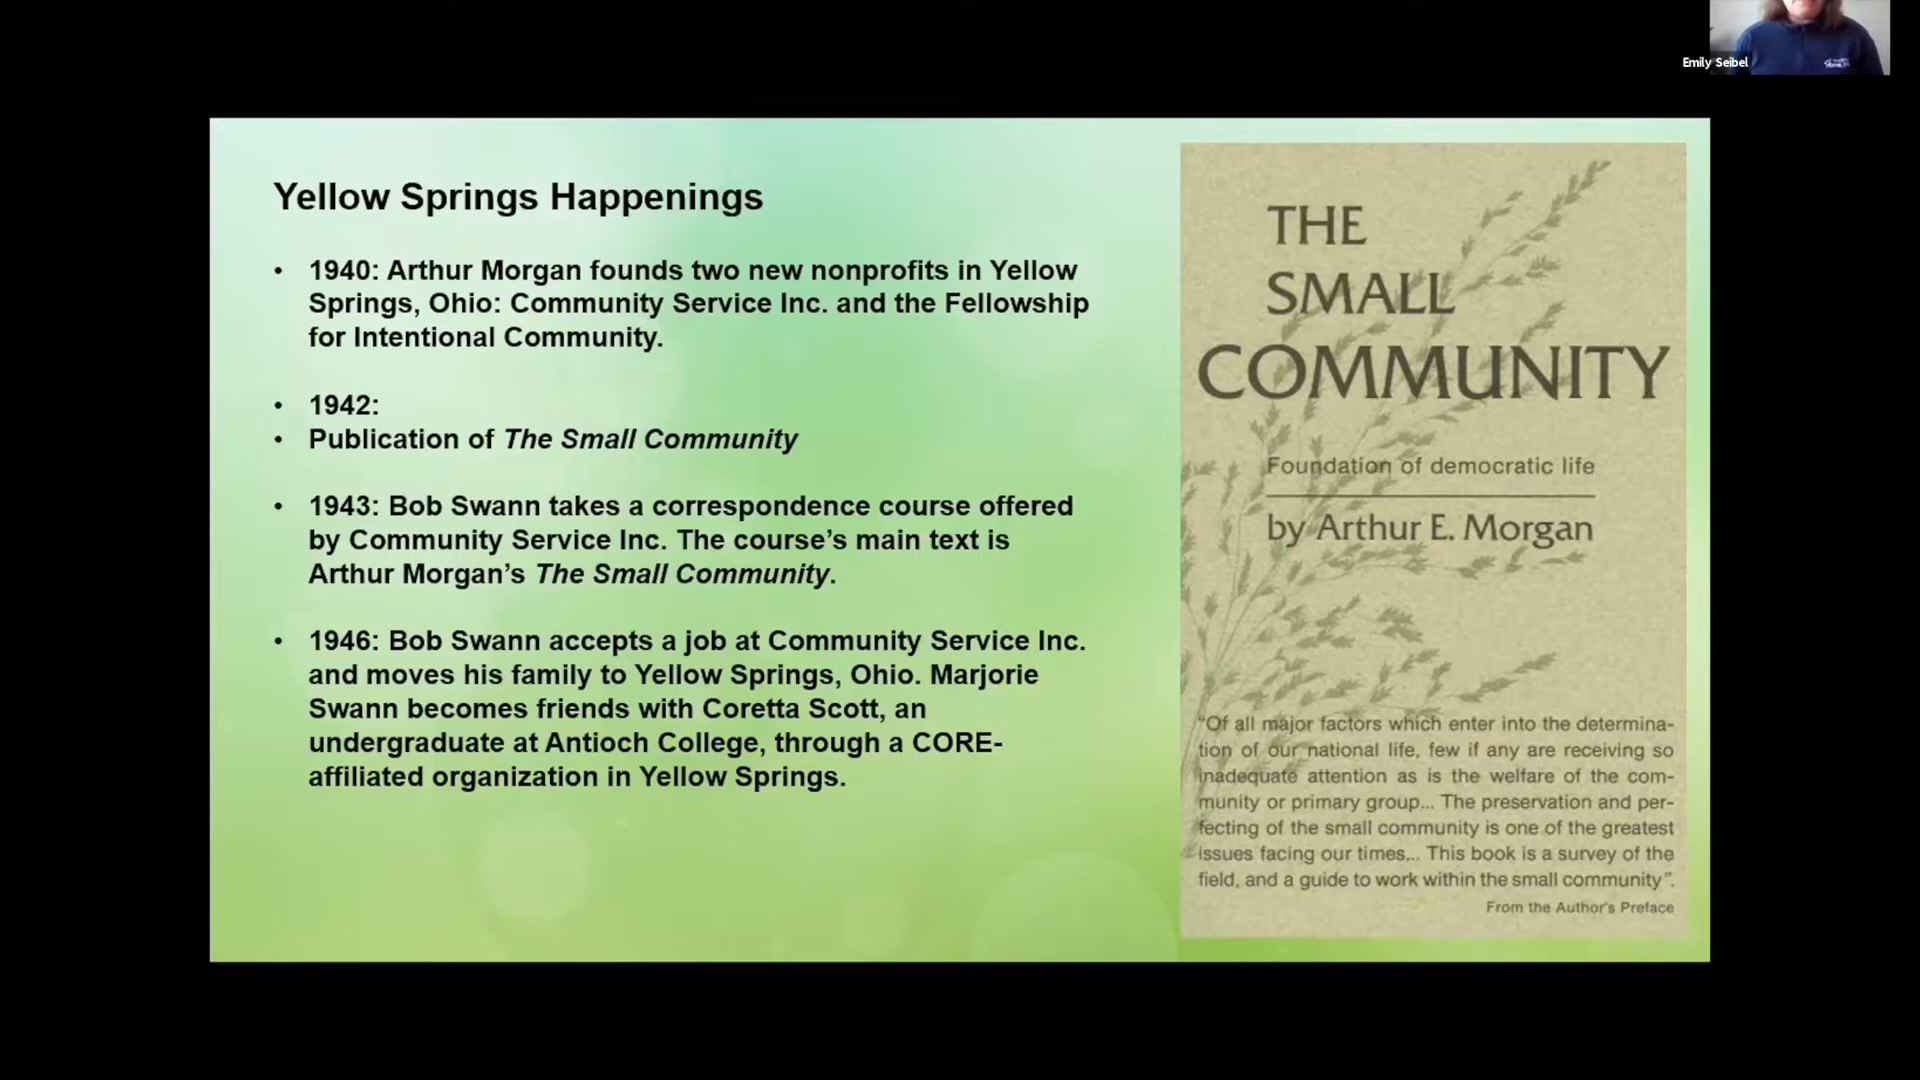 Emily Seibel
Yellow Springs Happenings
• 1940: Arthur Morgan founds two new nonprofits in Yellow
Springs, Ohio: Community Service Inc. and the Fellowship
for Intentional Community.
• 1942:
• Publication of The Small Community
• 1943: Bob Swann takes a correspondence course offered
by Community Service Inc. The course’s main text is
Arthur Morgan’s The Small Community.
• 1946: Bob Swann accepts a job at Community Service Inc.
and moves his family to Yellow Springs, Ohio. Marjorie
Swann becomes friends with Coretta Scott, an
undergraduate at Antioch College, through a CORE-
affiliated organization in Yellow Springs.
THE
SMALL
COMMUNITY
Foundation of democratic life
by Arthur E. Morgan
“Of all major factors which enter into the determina-
tion of our national life, few if any are receiving so
inadequate attention as is the welfare of the com-
munity or primary group... The preservation and per-
fecting of the small community is one of the greatest
issues facing our times... This book is a survey of the
field, and a guide to work within the small community”.
From the Author's Preface